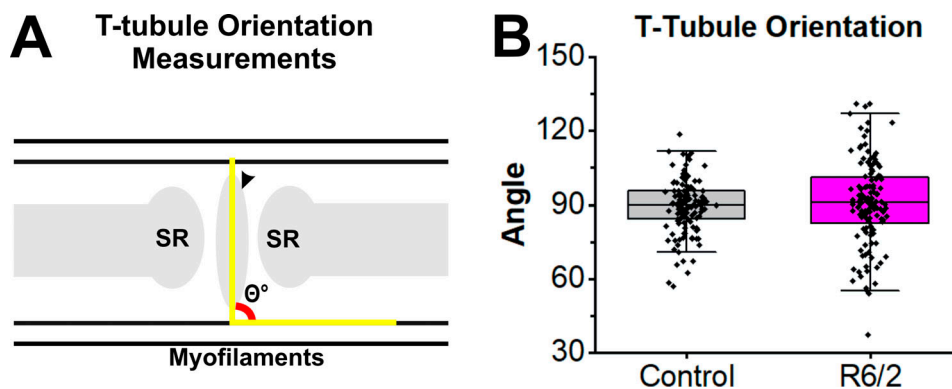 A
T-tubule Orientation
Measurements
SR
SR
Θ°
Myofilaments
B
T-Tubule Orientation
Angle
150
120
90
60
30
Control
R6/2